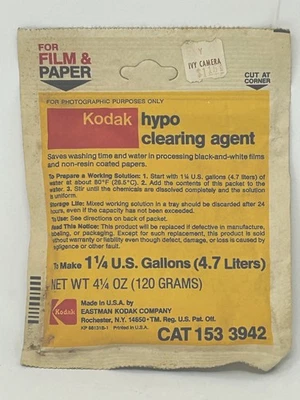 FOR
FILM &
PAPER
IVY CAMERA
CUT AT
CORNER
FOR PHOTOGRAPHIC PURPOSES ONLY
Kodak
hypo
clearing agent
Saves washing time and water in processing black-and-white films
and non-resin coated papers.
To Prepare a Working Solution: 1. Start with 1¼ U.S. gallons (4.7 liters) of
water at about 80°F (26.5°C). 2. Add the contents of this packet to the
water. 3. Stir until the chemicals are dissolved completely and the solution
is uniform.
Storage Life: Mixed working solution in a tray should be discarded after 24
hours, even if the capacity has not been exceeded.
To Use: See directions on back of packet.
Read This Notice: This product will be replaced if defective in manufacture,
labeling, or packaging. Except for such replacement, this product is sold
without warranty or liability even though defect, damage, or loss is caused by
negligence or other fault.
To Make 1¼ U.S. Gallons (4.7 Liters)
NET WT 4¼ OZ (120 GRAMS)
Kodak
Made in U.S.A. by
EASTMAN KODAK COMPANY
Rochester, N.Y. 14650 • TM. Reg. U.S. Pat. Off.
Printed in U.S.A.
CAT 153 3942